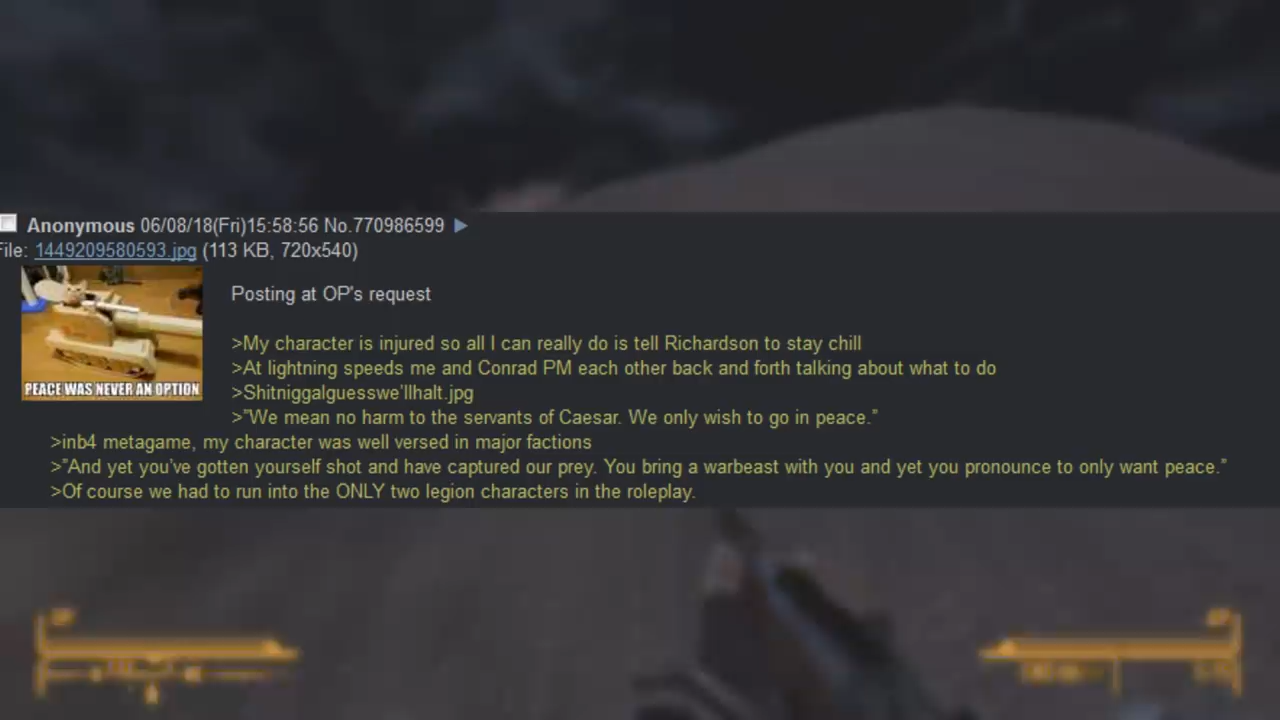 Anonymous 06/08/18(Fri)15:58:56 No.770986599
File: 1449209580593.jpg (113 KB, 720x540)
PEACE WAS NEVER AN OPTION
Posting at OP's request
>My character is injured so all I can really do is tell Richardson to stay chill
>At lightning speeds me and Conrad PM each other back and forth talking about what to do
>ShitniggaIguesswe'llhalt.jpg
>"We mean no harm to the servants of Caesar. We only wish to go in peace."
>inb4 metagame, my character was well versed in major factions
>"And yet you've gotten yourself shot and have captured our prey. You bring a warbeast with you and yet you pronounce to only want peace."
>Of course we had to run into the ONLY two legion characters in the roleplay.